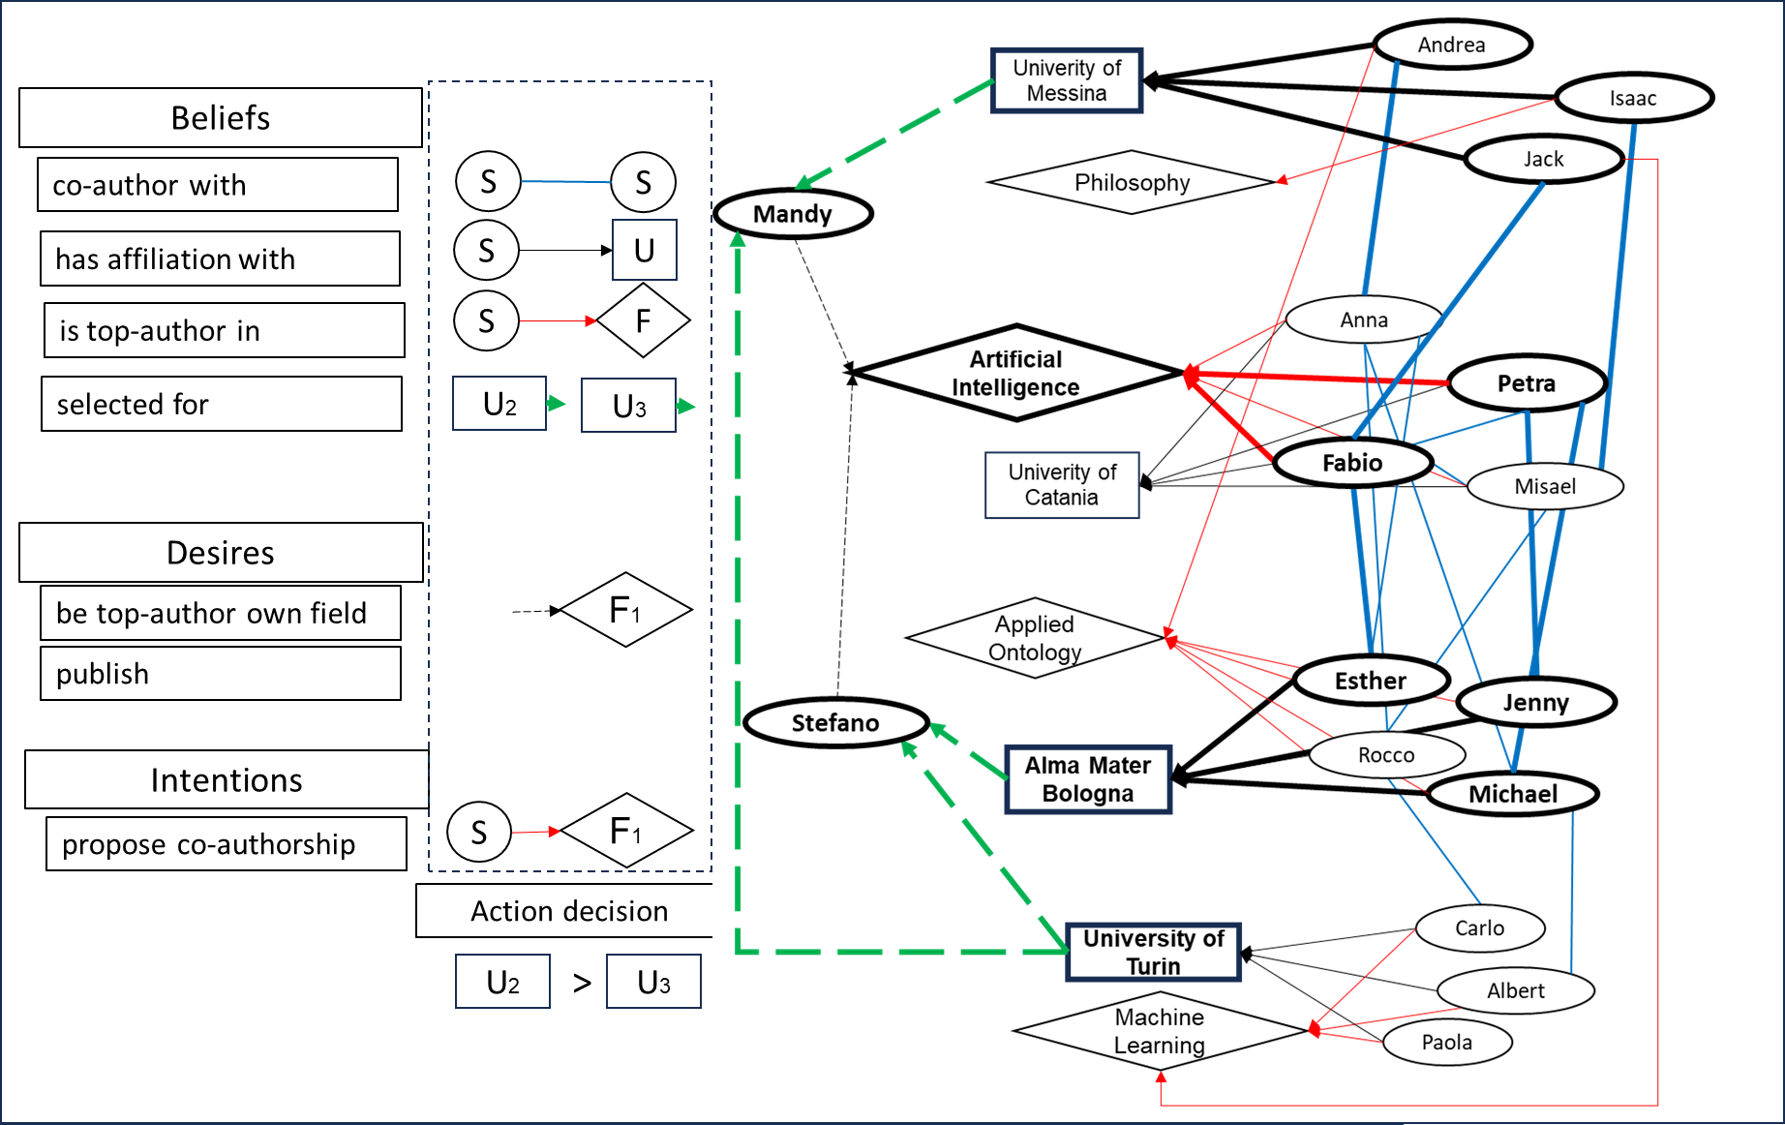 Beliefs
co-author with
has affiliation with
is top-author in
selected for
Desires
be top-author own field
publish
Intentions
propose co-authorship
S
S
S
U
S
F
U2
U3
F1
S
F1
Action decision
U2 > U3
Mandy
Stefano
Univerity of
Messina
Philosophy
Artificial
Intelligence
Univerity of
Catania
Applied
Ontology
Alma Mater
Bologna
University of
Turin
Machine
Learning
Andrea
Isaac
Jack
Anna
Petra
Fabio
Misael
Esther
Jenny
Rocco
Michael
Carlo
Albert
Paola